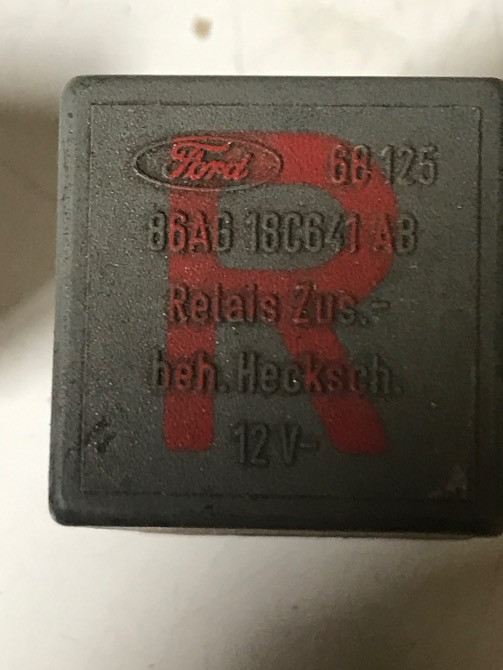 Ford 68 125
86AG 18C641 AB
Relais Zus.-
beh. Hecksch.
12 V-
R